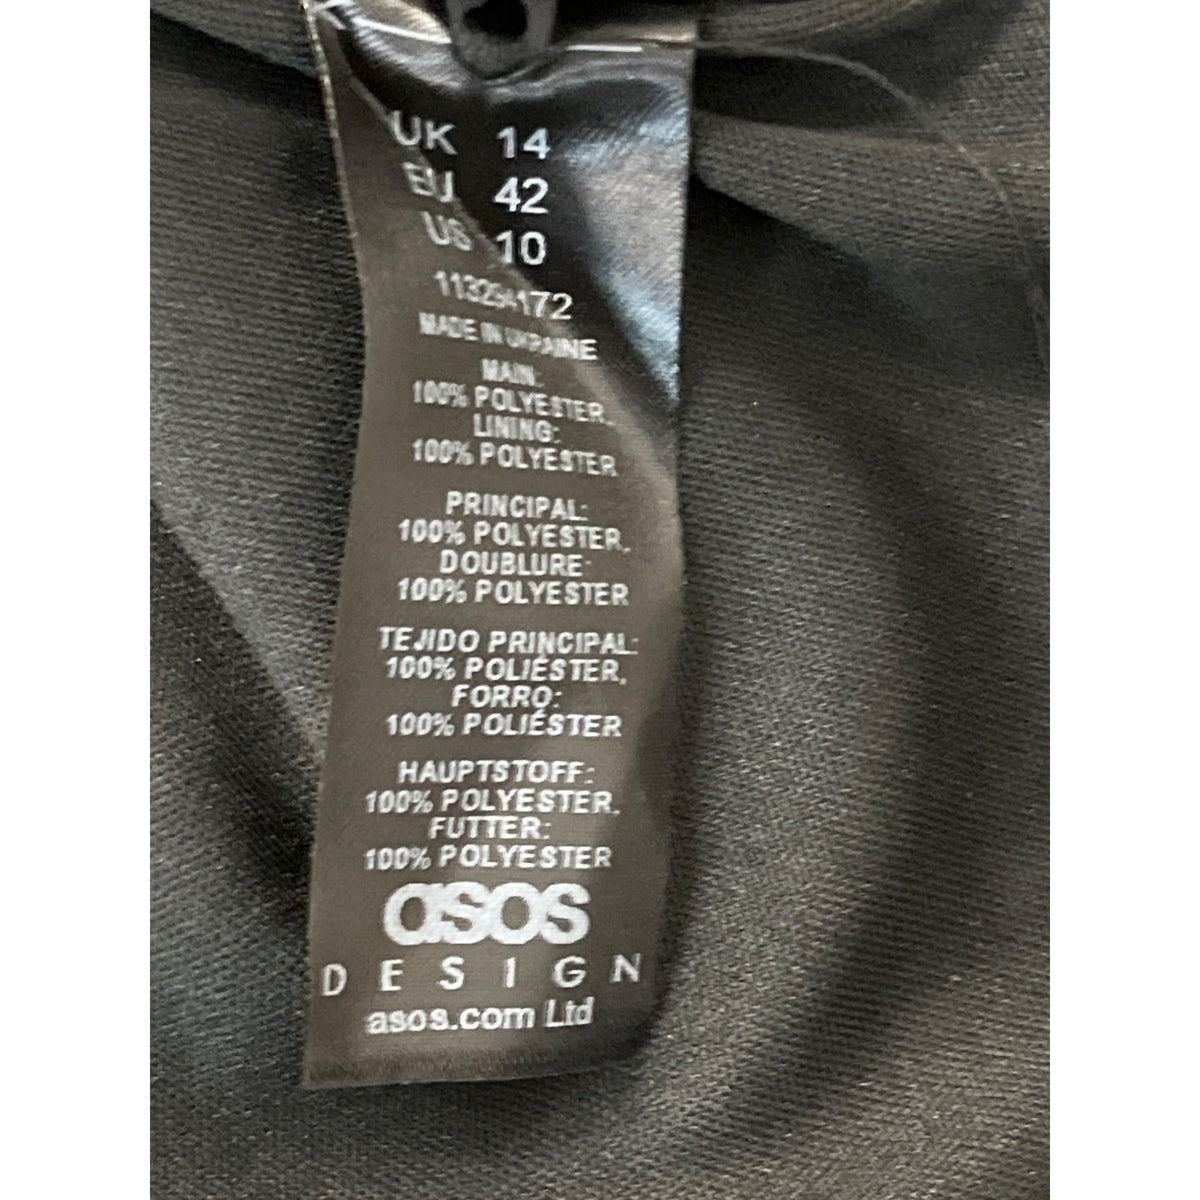 UK 14
EU 42
US 10
113294172
MADE IN UKRAINE
MAIN:
100% POLYESTER,
LINING:
100% POLYESTER
PRINCIPAL:
100% POLYESTER,
DOUBLURE:
100% POLYESTER
TEJIDO PRINCIPAL:
100% POLIÉSTER,
FORRO:
100% POLIÉSTER
HAUPTSTOFF:
100% POLYESTER,
FUTTER:
100% POLYESTER
asos
DESIGN
asos.com Ltd